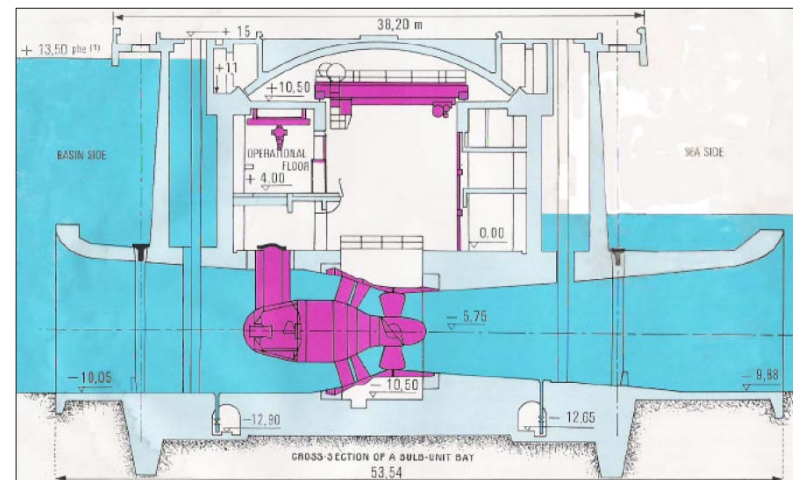 38,20 m
+ 15
+ 13,50 phe (1)
+11
+10,50
BASIN SIDE
OPERATIONAL
FLOOR
SEA SIDE
+ 4,00
0.00
- 5,75
-10,05
- 10,50
- 9,88
-12,90
- 12,65
CROSS-SECTION OF A BULB-UNIT BAY
53,54